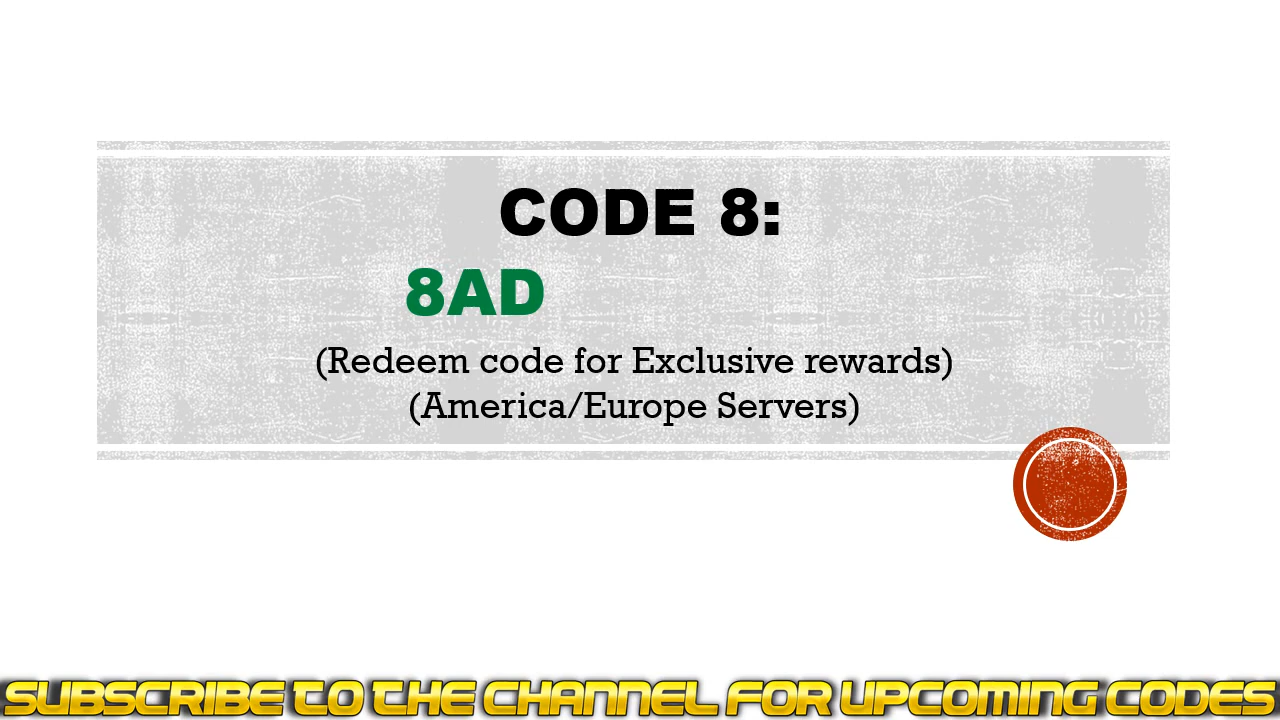 CODE 8:
8AD
(Redeem code for Exclusive rewards)
(America/Europe Servers)
SUBSCRIBE TO THE CHANNEL FOR UPCOMING CODES